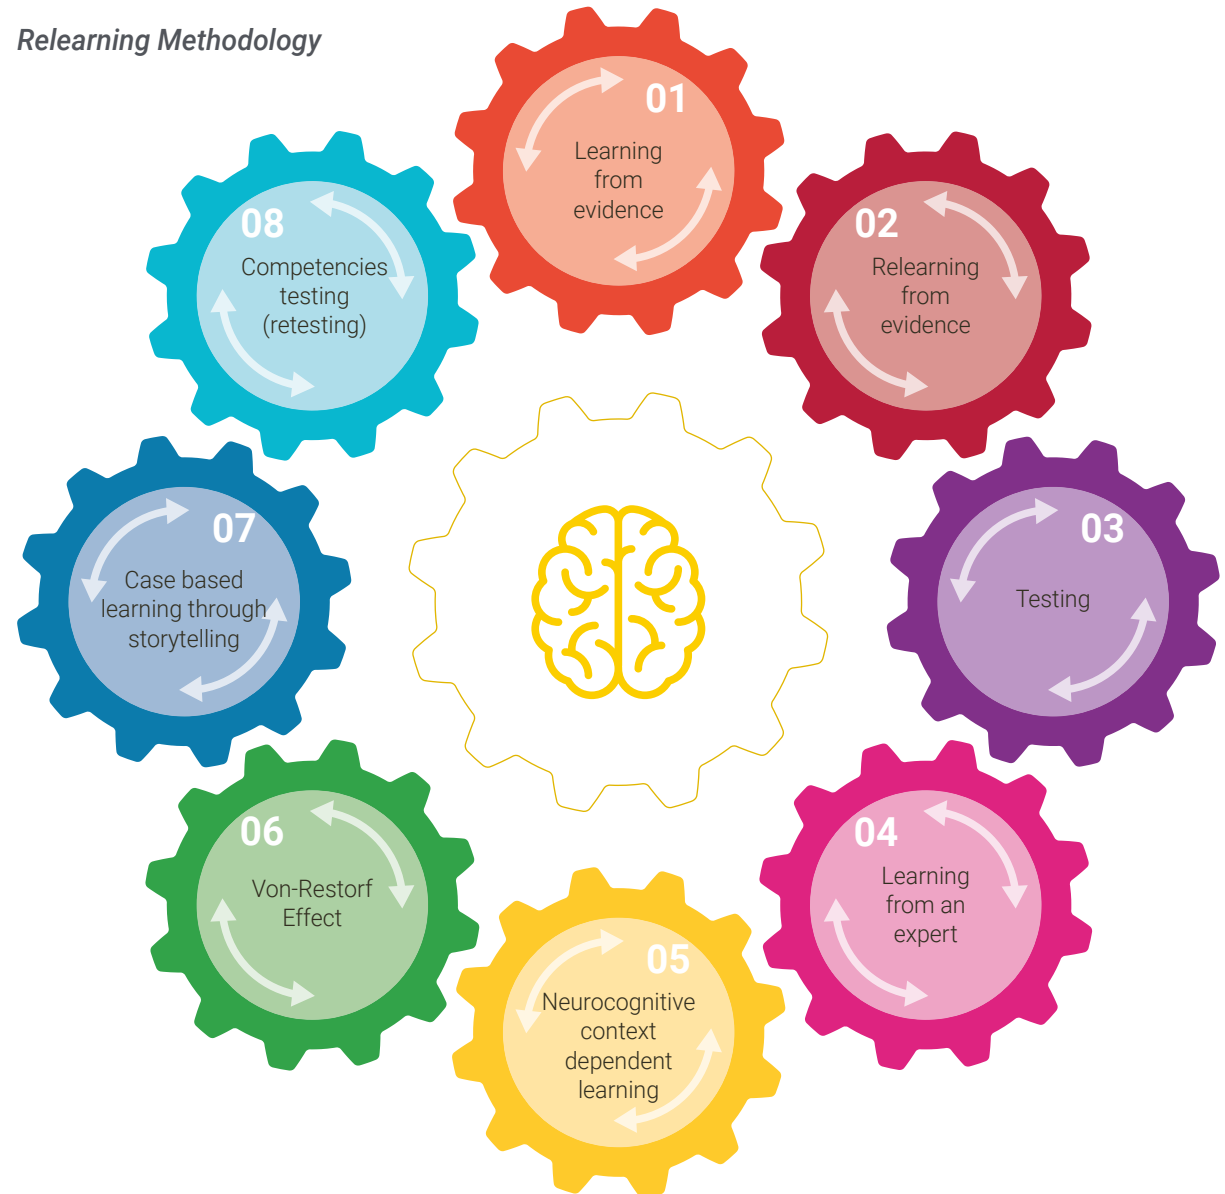 Relearning Methodology
01
Learning
from
evidence
02
Relearning
from
evidence
03
Testing
04
Learning
from an
expert
05
Neurocognitive
context
dependent
learning
06
Von-Restorf
Effect
07
Case based
learning through
storytelling
08
Competencies
testing
(retesting)